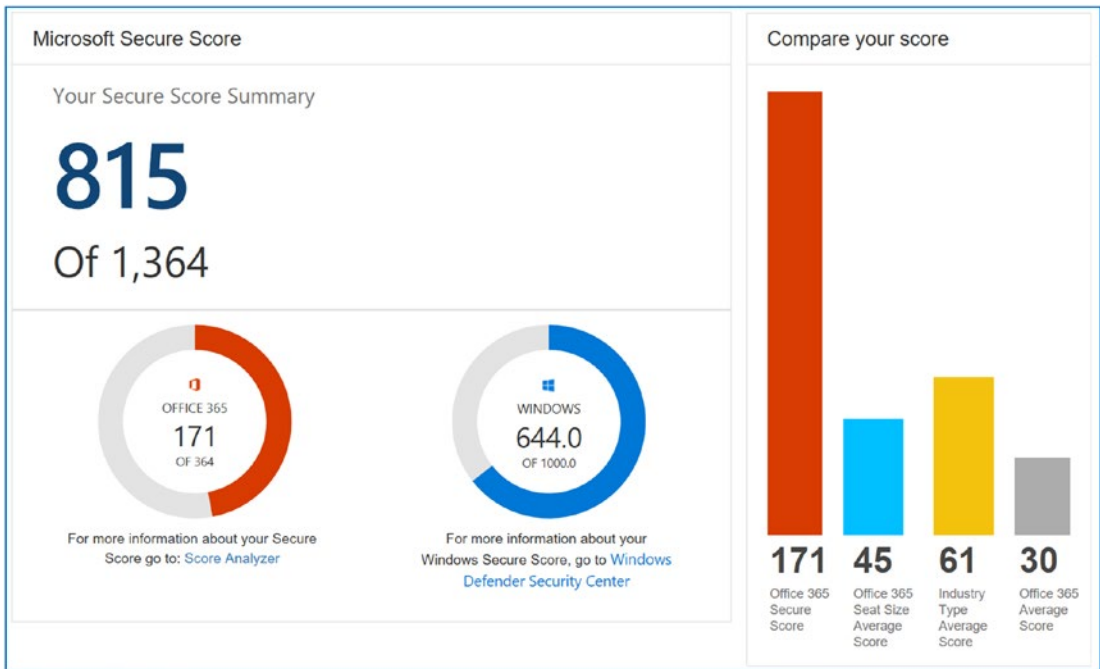 Microsoft Secure Score
Your Secure Score Summary
815
Of 1,364
OFFICE 365
171
OF 364
For more information about your Secure
Score go to: Score Analyzer
WINDOWS
644.0
OF 1000.0
For more information about your
Windows Secure Score, go to Windows
Defender Security Center
Compare your score
171
Office 365
Secure
Score
45
Office 365
Seat Size
Average
Score
61
Industry
Type
Average
Score
30
Office 365
Average
Score